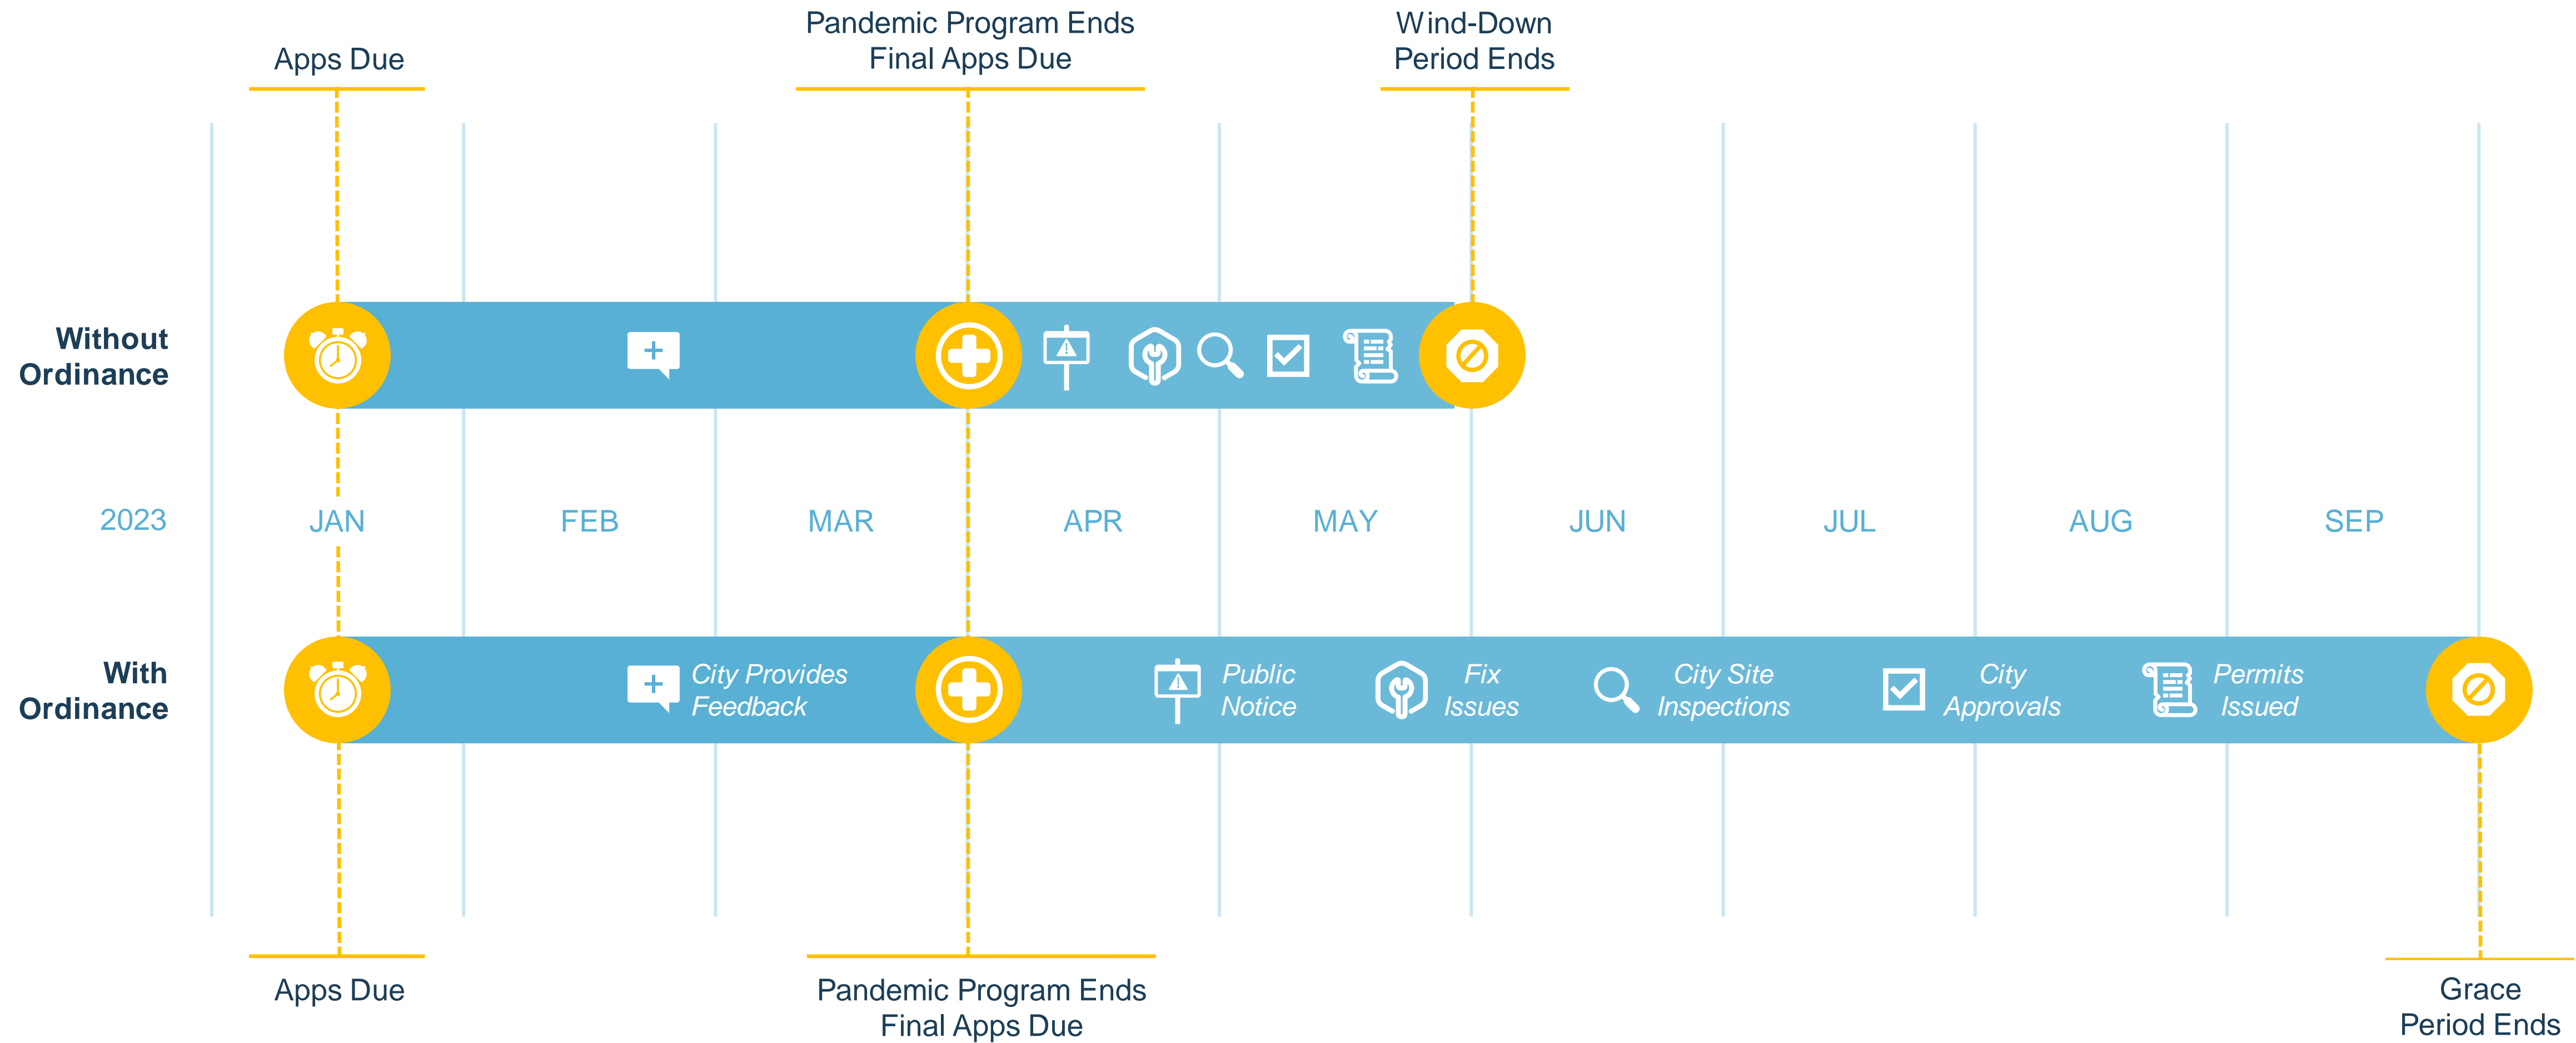 Apps Due
Pandemic Program Ends
Final Apps Due
Wind-Down
Period Ends
Without
Ordinance
2023
JAN
FEB
MAR
APR
MAY
JUN
JUL
AUG
SEP
With
Ordinance
City Provides
Feedback
Public
Notice
Fix
Issues
City Site
Inspections
City
Approvals
Permits
Issued
Apps Due
Pandemic Program Ends
Final Apps Due
Grace
Period Ends